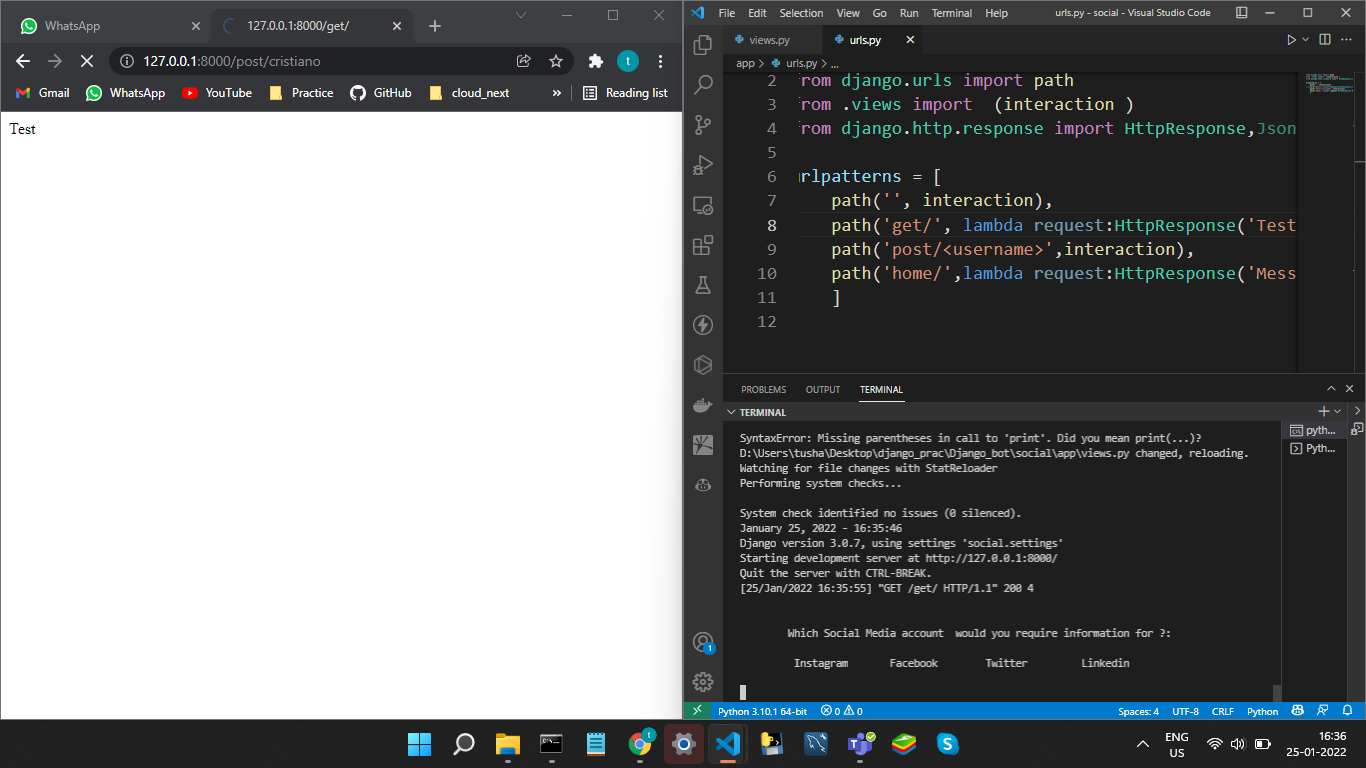 WhatsApp
127.0.0.1:8000/get/
127.0.0.1:8000/post/cristiano
t
Gmail WhatsApp YouTube Practice GitHub cloud_next » Reading list
Test
File Edit Selection View Go Run Terminal Help urls.py - social - Visual Studio Code
views.py urls.py
app > urls.py > ...
2 rom django.urls import path
3 rom .views import  (interaction )
4 rom django.http.response import HttpResponse,Json
5
6 rlpatterns = [
7 path('', interaction),
8 path('get/', lambda request:HttpResponse('Test
9 path('post/<username>',interaction),
10 path('home/',lambda request:HttpResponse('Mess
11 ]
12
PROBLEMS OUTPUT TERMINAL
TERMINAL
pyth...
Pyth...
SyntaxError: Missing parentheses in call to 'print'. Did you mean print(...)?
D:\Users\tusha\Desktop\django_prac\Django_bot\social\app\views.py changed, reloading.
Watching for file changes with StatReloader
Performing system checks...
System check identified no issues (0 silenced).
January 25, 2022 - 16:35:46
Django version 3.0.7, using settings 'social.settings'
Starting development server at http://127.0.0.1:8000/
Quit the server with CTRL-BREAK.
[25/Jan/2022 16:35:55] "GET /get/ HTTP/1.1" 200 4
Which Social Media account  would you require information for ?:
Instagram Facebook Twitter Linkedin
1
Python 3.10.1 64-bit 0 0 Spaces: 4 UTF-8 CRLF Python
t
ENG
US
16:36
25-01-2022